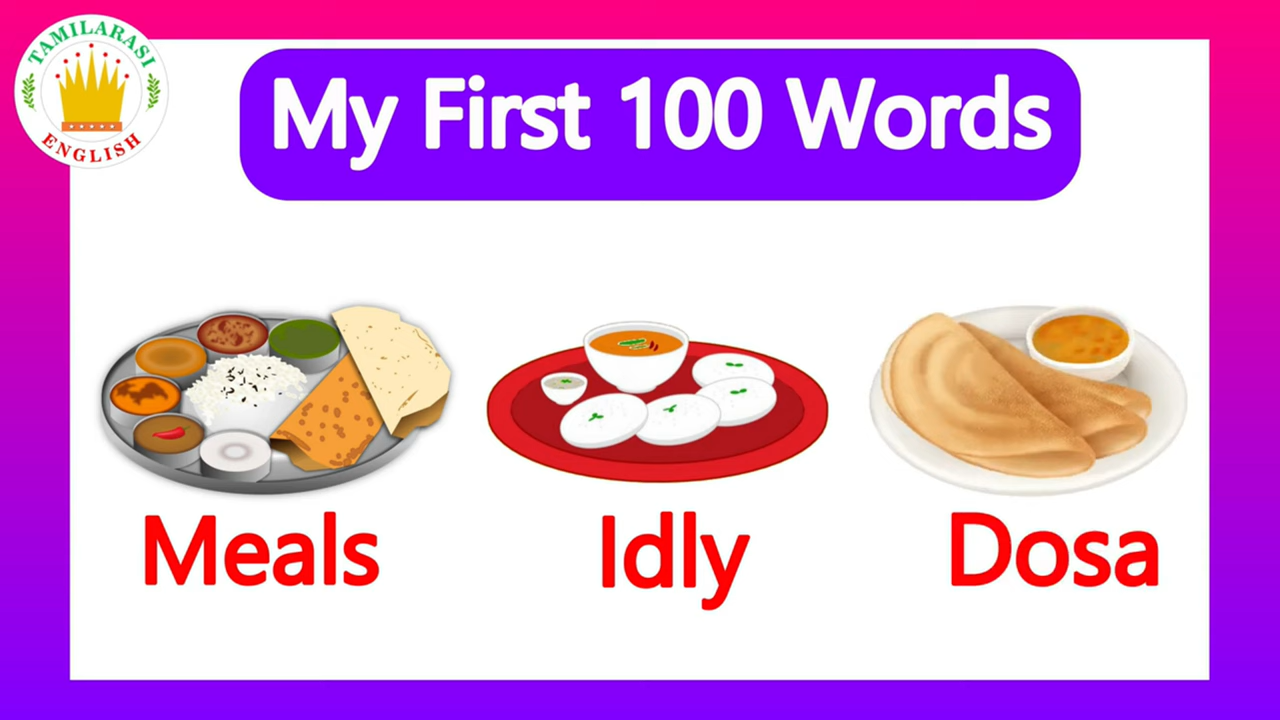 TAMILARASI
ENGLISH
My First 100 Words
Meals
Idly
Dosa